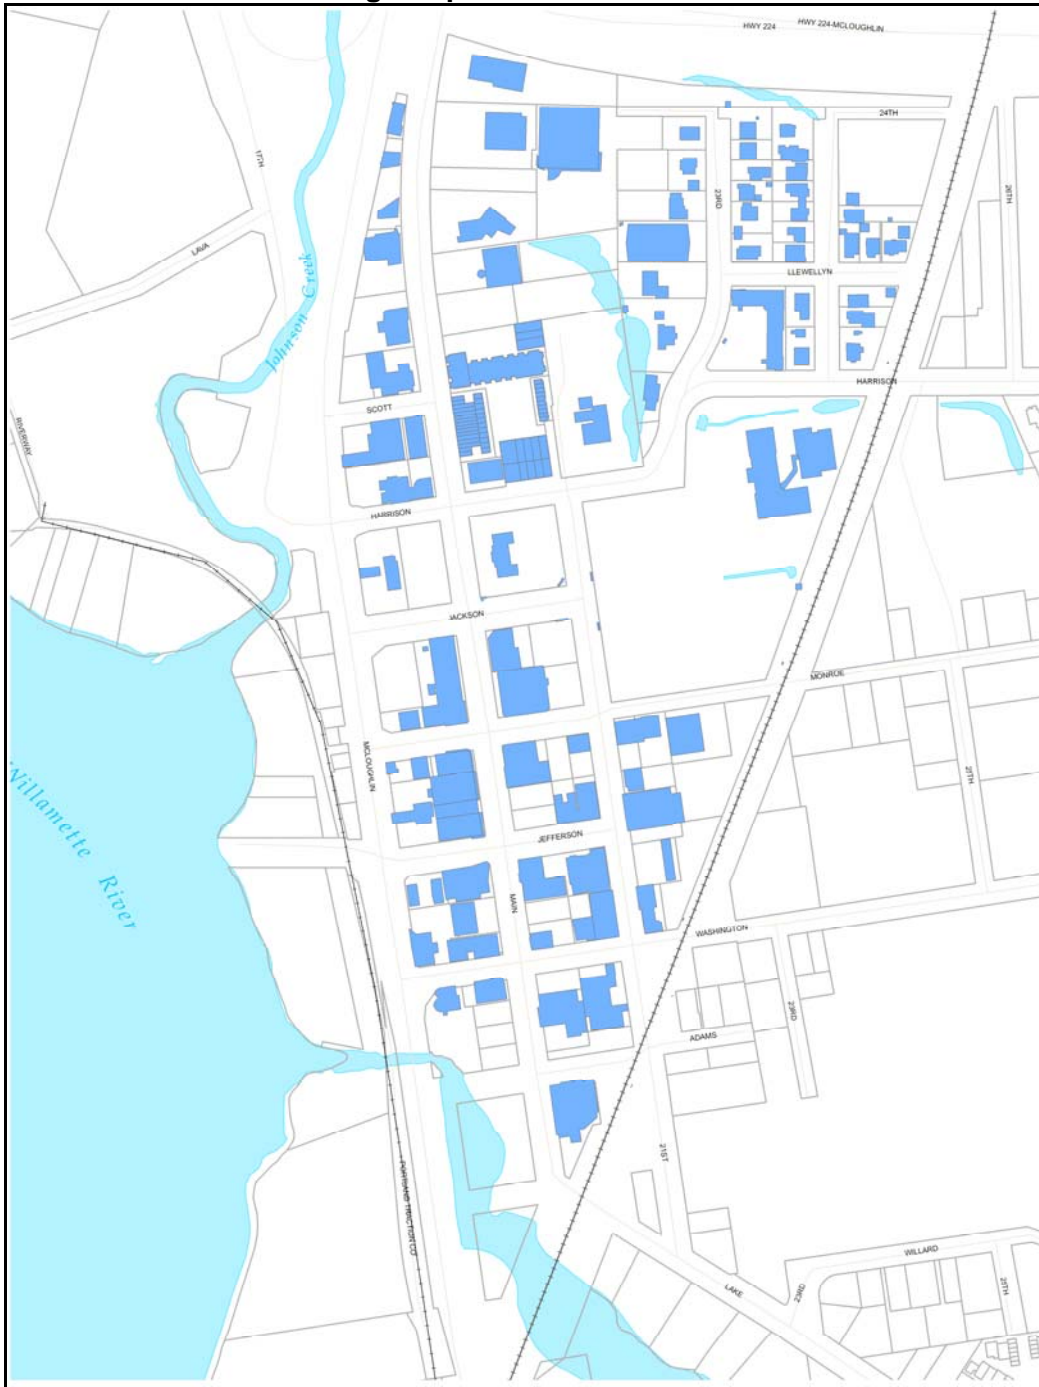 HWY 224
HWY 224-MCLOUGHLIN
24TH
17TH
23RD
26TH
LAVA
LLEWELLYN
Johnson Creek
HARRISON
SCOTT
RIVERWAY
HARRISON
JACKSON
MONROE
MCLOUGHLIN
21TH
Willamette River
JEFFERSON
MAIN
WASHINGTON
23RD
ADAMS
21ST
PORTLAND TRACTION CO
WILLARD
LAKE
23RD
25TH